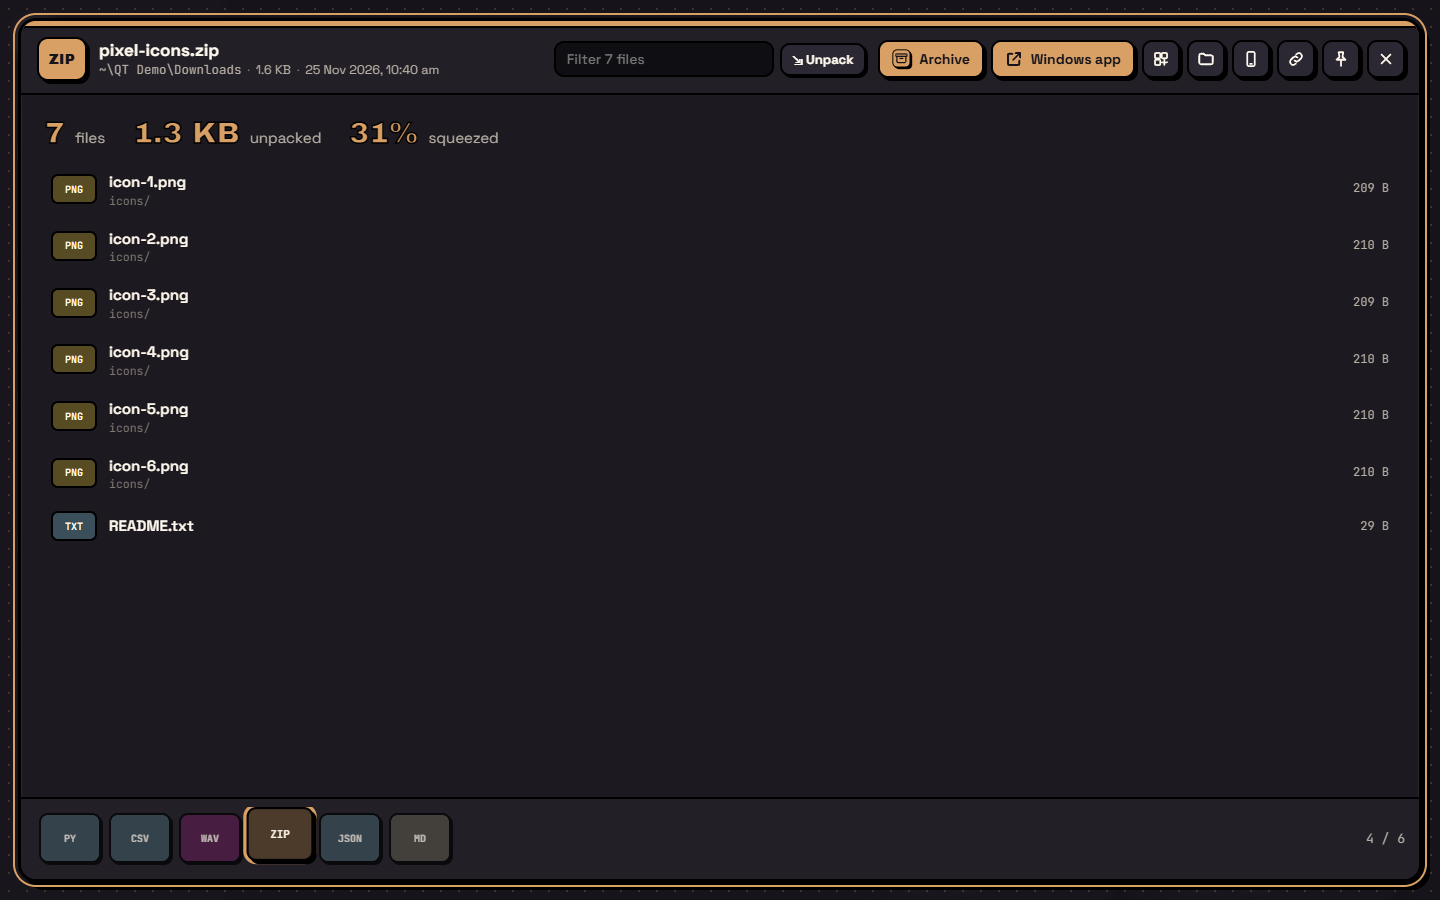 ZIP
pixel-icons.zip
~\QT Demo\Downloads · 1.6 KB · 25 Nov 2026, 10:40 am
Filter 7 files
Unpack
Archive
Windows app
7 files 1.3 KB unpacked 31% squeezed
PNG icon-1.png 209 B
icons/
PNG icon-2.png 210 B
icons/
PNG icon-3.png 209 B
icons/
PNG icon-4.png 210 B
icons/
PNG icon-5.png 210 B
icons/
PNG icon-6.png 210 B
icons/
TXT README.txt 29 B
PY CSV WAV ZIP JSON MD 4 / 6